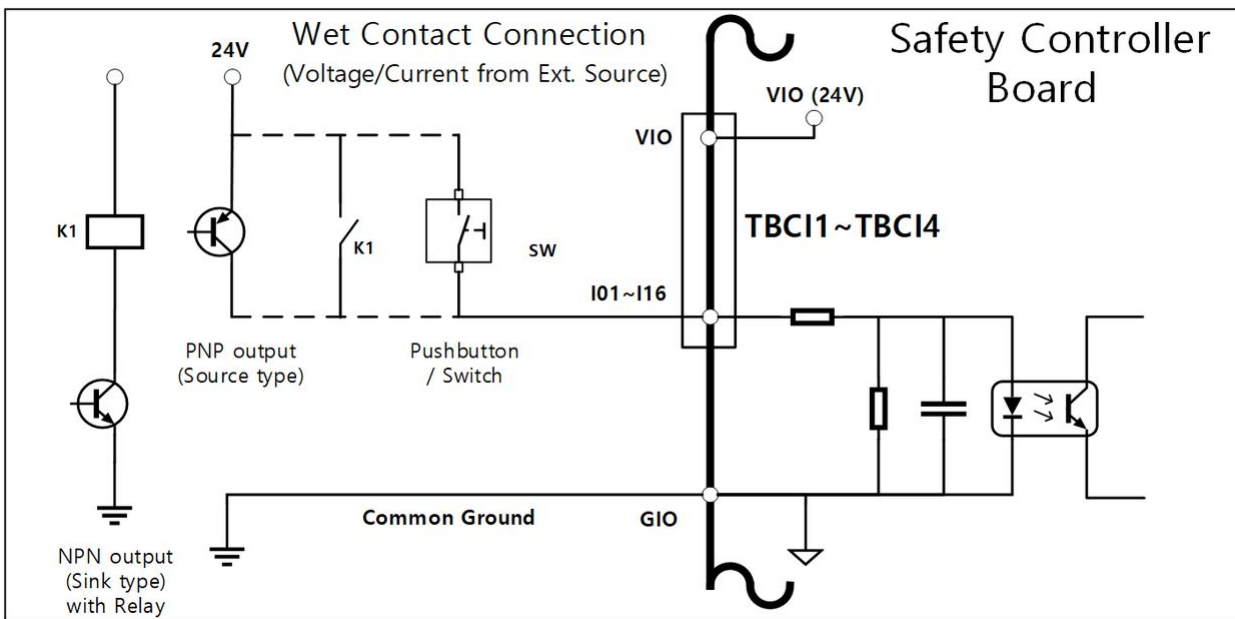 Wet Contact Connection
(Voltage/Current from Ext. Source)
Safety Controller
Board
24V
VIO (24V)
VIO
K1
K1
SW
TBCI1~TBCI4
I01~I16
PNP output
(Source type)
Pushbutton
/ Switch
Common Ground
GIO
NPN output
(Sink type)
with Relay